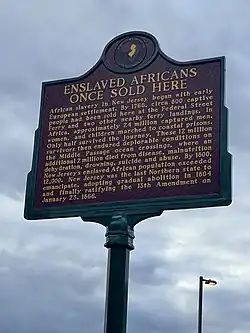 ENSLAVED AFRICANS
ONCE SOLD HERE
African slavery in New Jersey began with early
European settlement. By 1766, circa 800 captive
people had been sold here at the Federal Street
Ferry and two other nearby ferry landings. In
Africa, approximately 24 million captured men,
women, and children marched to coastal prisons.
Only half survived the journey. These 12 million
survivors then endured deplorable conditions on
the Middle Passage ocean crossings, where an
additional 2 million died from disease, malnutrition
dehydration, drowning, suicide and abuse. By 1800,
New Jersey's enslaved African population exceeded
12,000. New Jersey was the last Northern state to
emancipate, adopting gradual abolition in 1804
and finally ratifying the 13th Amendment on
January 23, 1866.